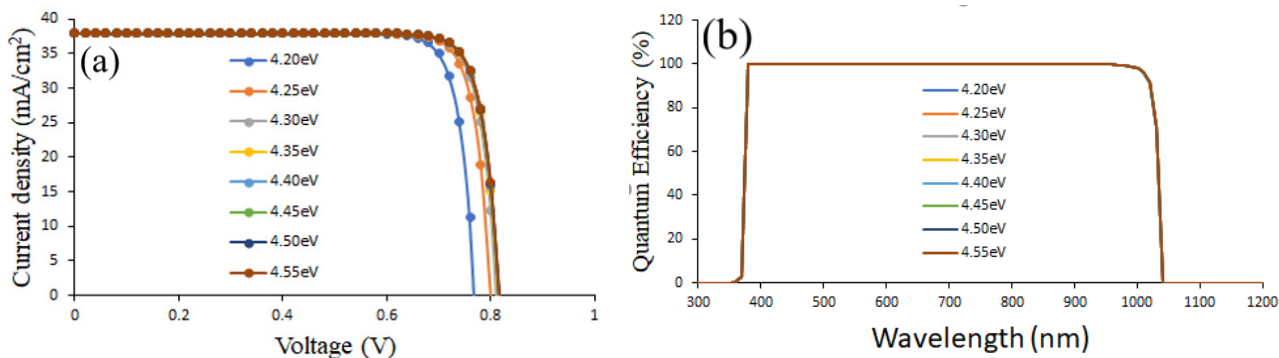 (a)
Current density (mA/cm2)
40
35
30
25
20
15
10
5
0
4.20eV
4.25eV
4.30eV
4.35eV
4.40eV
4.45eV
4.50eV
4.55eV
0
0.2
0.4
0.6
0.8
1
Voltage (V)
(b)
Quantum Efficiency (%)
120
100
80
60
40
20
0
4.20eV
4.25eV
4.30eV
4.35eV
4.40eV
4.45eV
4.50eV
4.55eV
300
400
500
600
700
800
900
1000
1100
1200
Wavelength (nm)